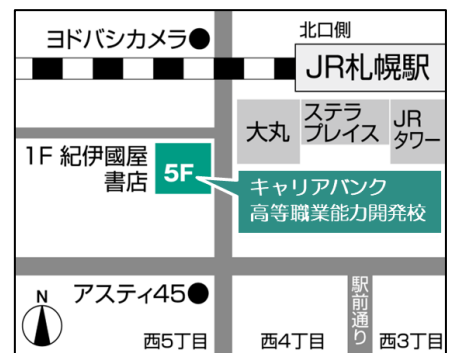 ヨドバシカメラ●
北口側
JR札幌駅
大丸
ステラ
プレイス
JR
タワー
1F 紀伊國屋
書店
5F
キャリアバンク
高等職業能力開発校
N
アスティ45●
駅前通り
西5丁目
西4丁目
西3丁目